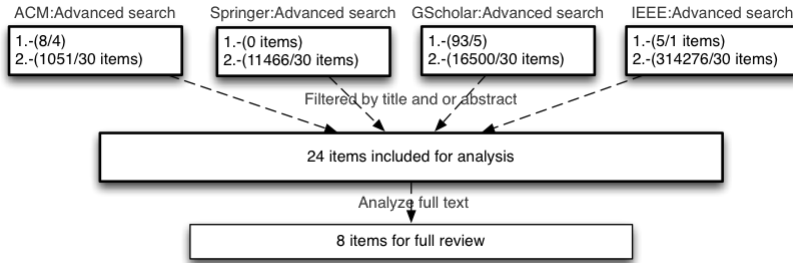 ACM:Advanced search
Springer:Advanced search
GScholar:Advanced search
IEEE:Advanced search
1.-(8/4)
2.-(1051/30 items)
1.-(0 items)
2.-(11466/30 items)
1.-(93/5)
2.-(16500/30 items)
1.-(5/1 items)
2.-(314276/30 items)
Filtered by title and or abstract
24 items included for analysis
Analyze full text
8 items for full review